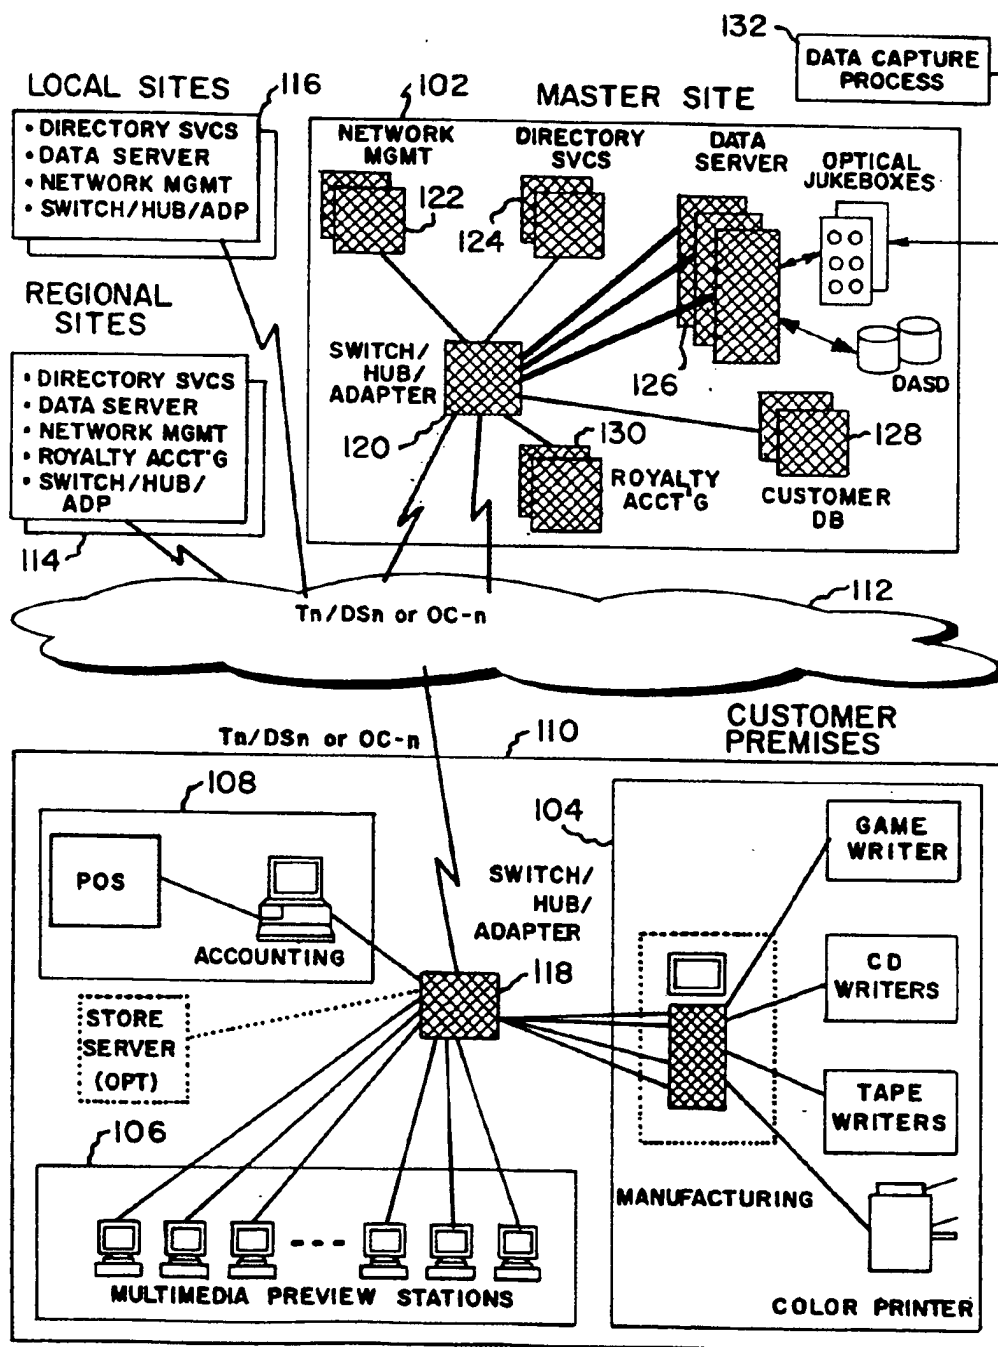 132
DATA CAPTURE
PROCESS
LOCAL SITES
116
• DIRECTORY SVCS
• DATA SERVER
• NETWORK MGMT
• SWITCH/HUB/ADP
102
MASTER SITE
NETWORK
MGMT
DIRECTORY
SVCS
DATA
SERVER
OPTICAL
JUKEBOXES
122
124
REGIONAL
SITES
• DIRECTORY SVCS
• DATA SERVER
• NETWORK MGMT
• ROYALTY ACCT'G
• SWITCH/HUB/
ADP
114
SWITCH/
HUB/
ADAPTER
120
126
DASD
128
130
ROYALTY
ACCT'G
CUSTOMER
DB
112
Tn/DSn or OC-n
Tn/DSn or OC-n
110
CUSTOMER
PREMISES
108
POS
ACCOUNTING
SWITCH/
HUB/
ADAPTER
118
104
GAME
WRITER
CD
WRITERS
TAPE
WRITERS
STORE
SERVER
(OPT)
106
MANUFACTURING
MULTIMEDIA PREVIEW STATIONS
COLOR PRINTER